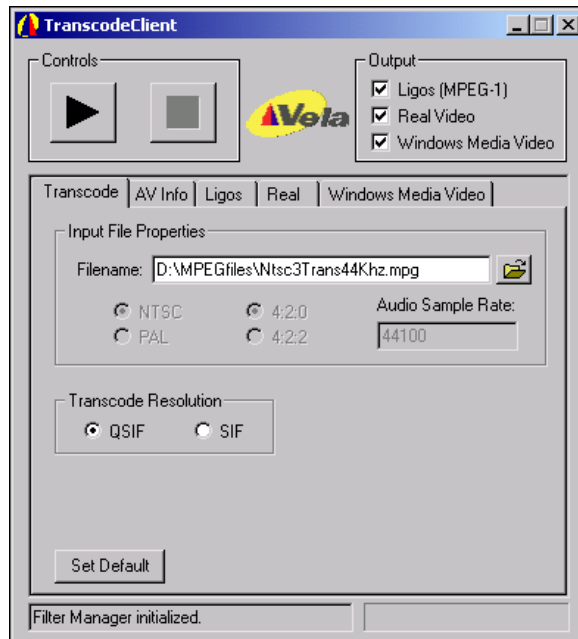 TranscodeClient
Controls
Output
Vela
Ligos (MPEG-1)
Real Video
Windows Media Video
Transcode
AV Info
Ligos
Real
Windows Media Video
Input File Properties
Filename: D:\MPEGfiles\Ntsc3Trans44Khz.mpg
NTSC
4:2:0
Audio Sample Rate:
PAL
4:2:2
44100
Transcode Resolution
QSIF
SIF
Set Default
Filter Manager initialized.